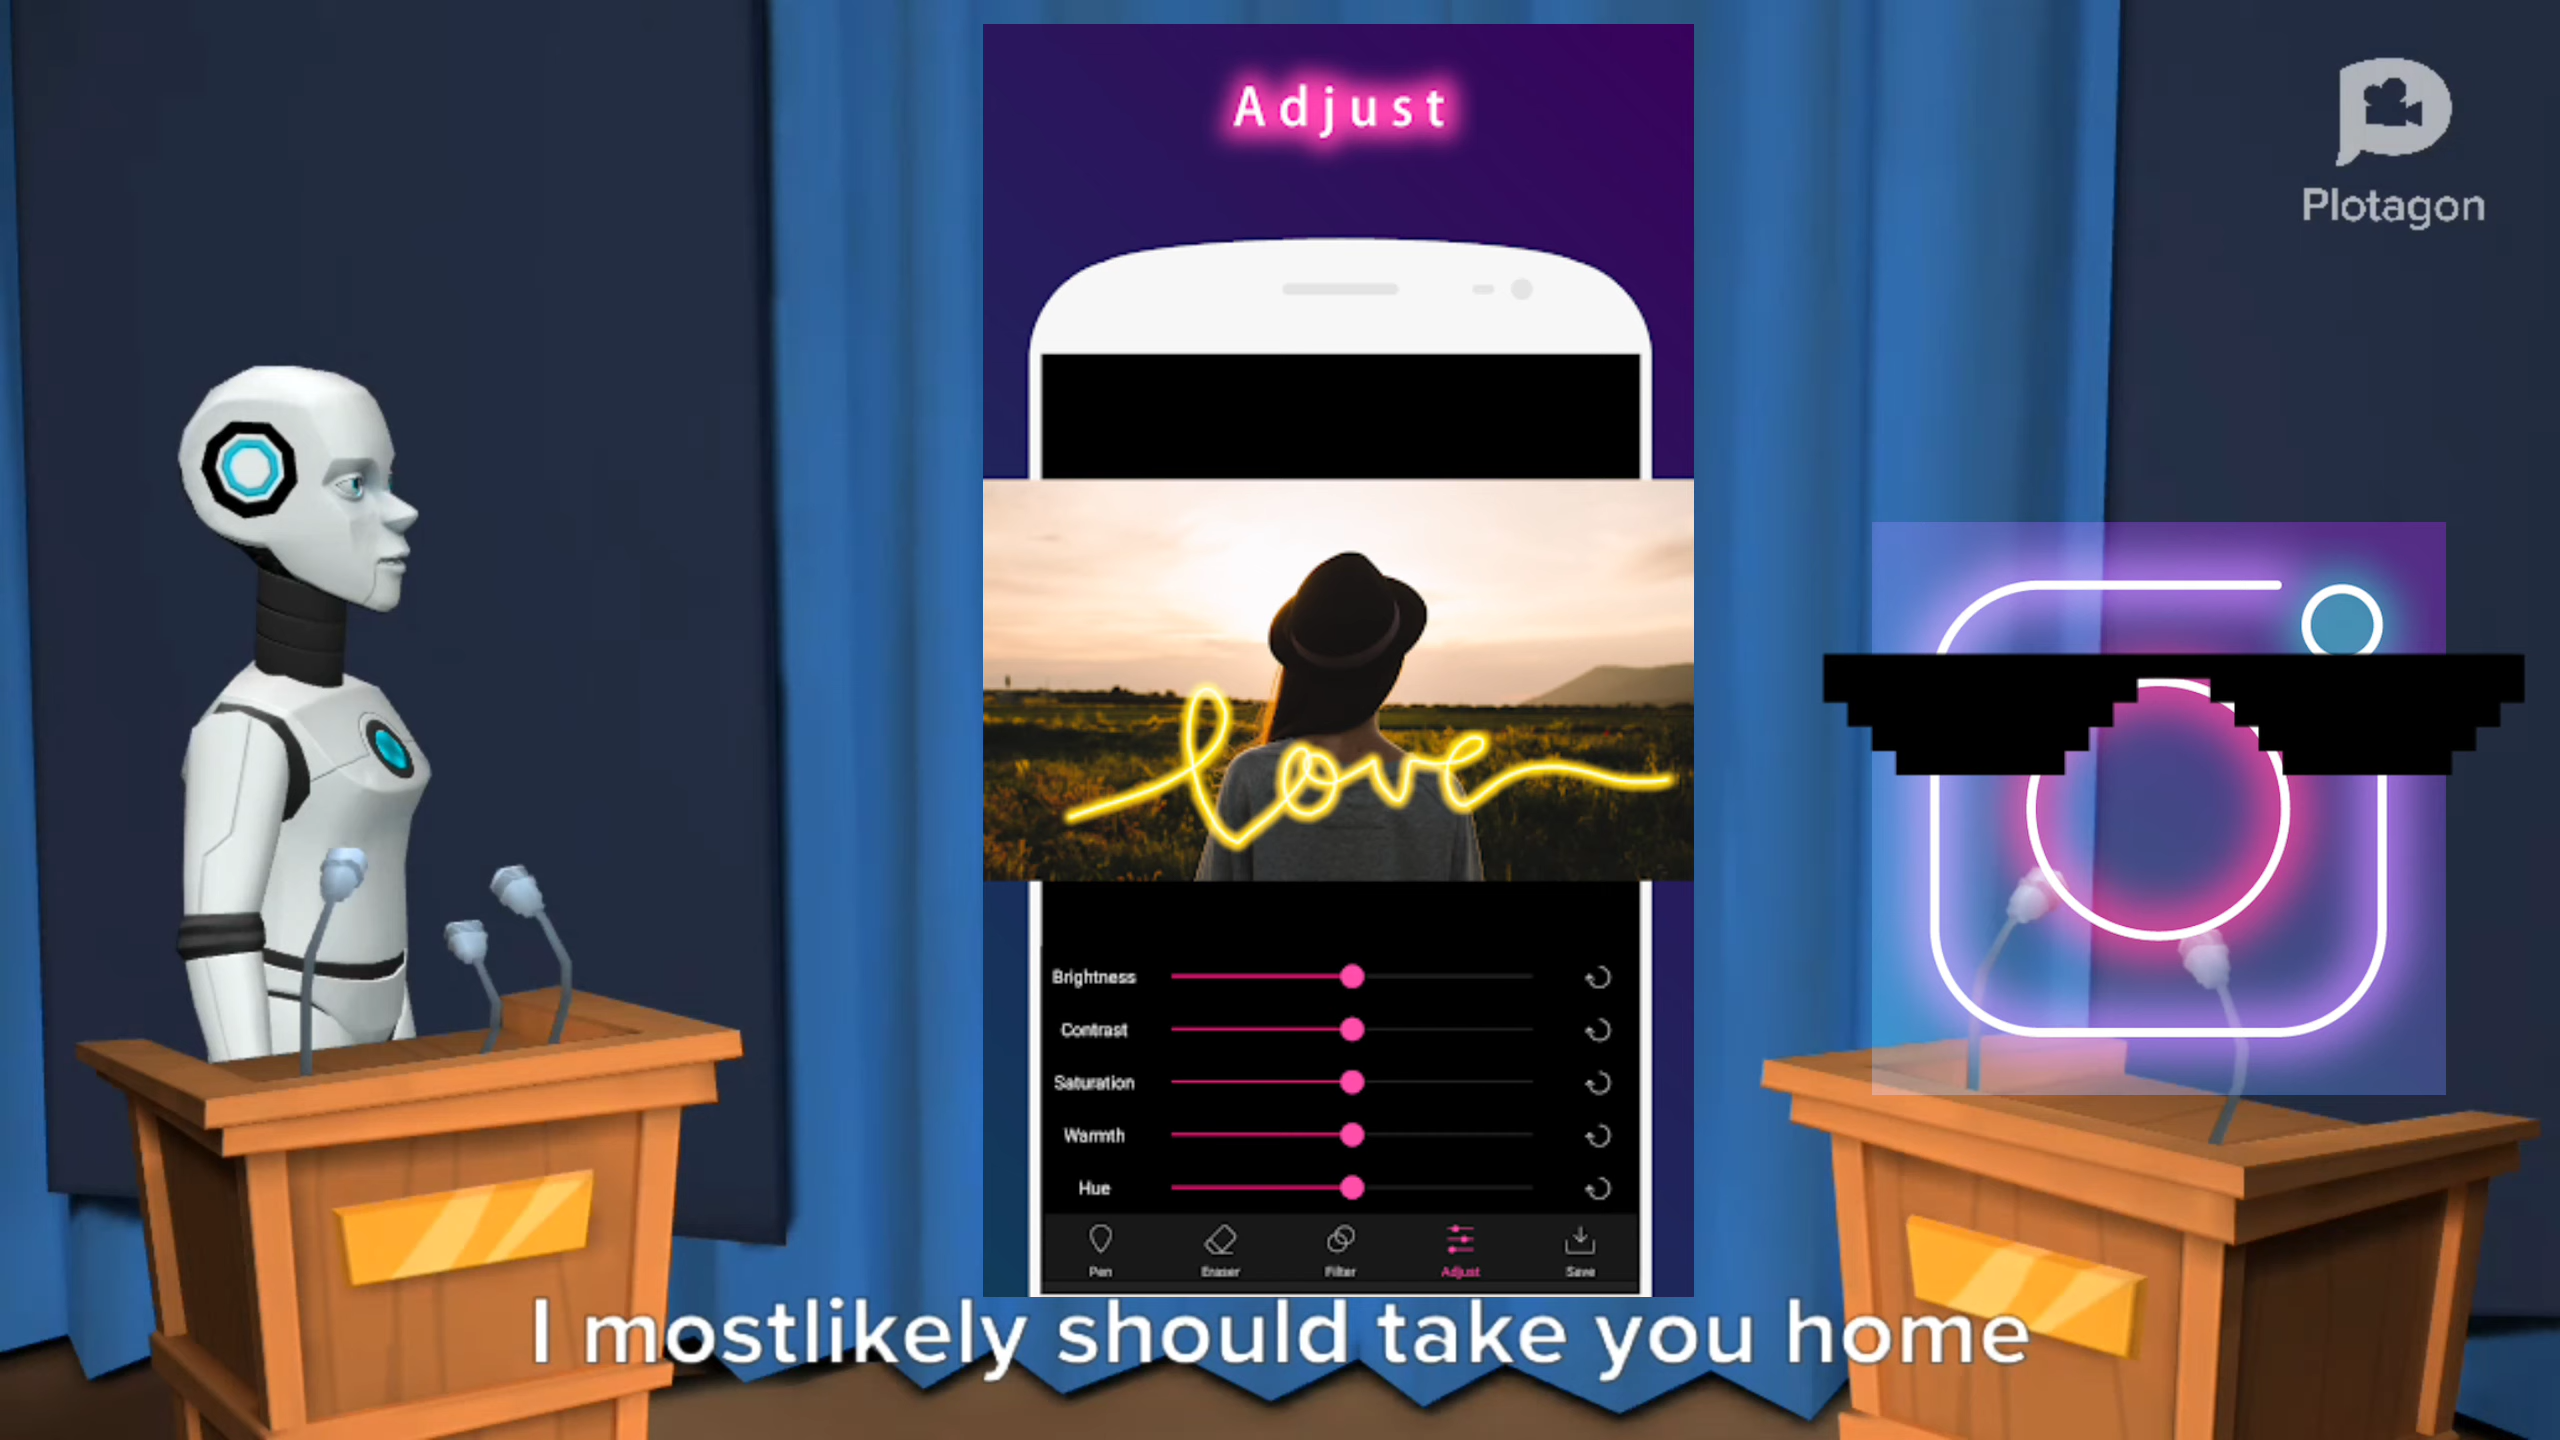 Adjust
Plotagon
love
Brightness
Contrast
Saturation
Warmth
Hue
Pen
Eraser
Filter
Adjust
Save
I mostlikely should take you home